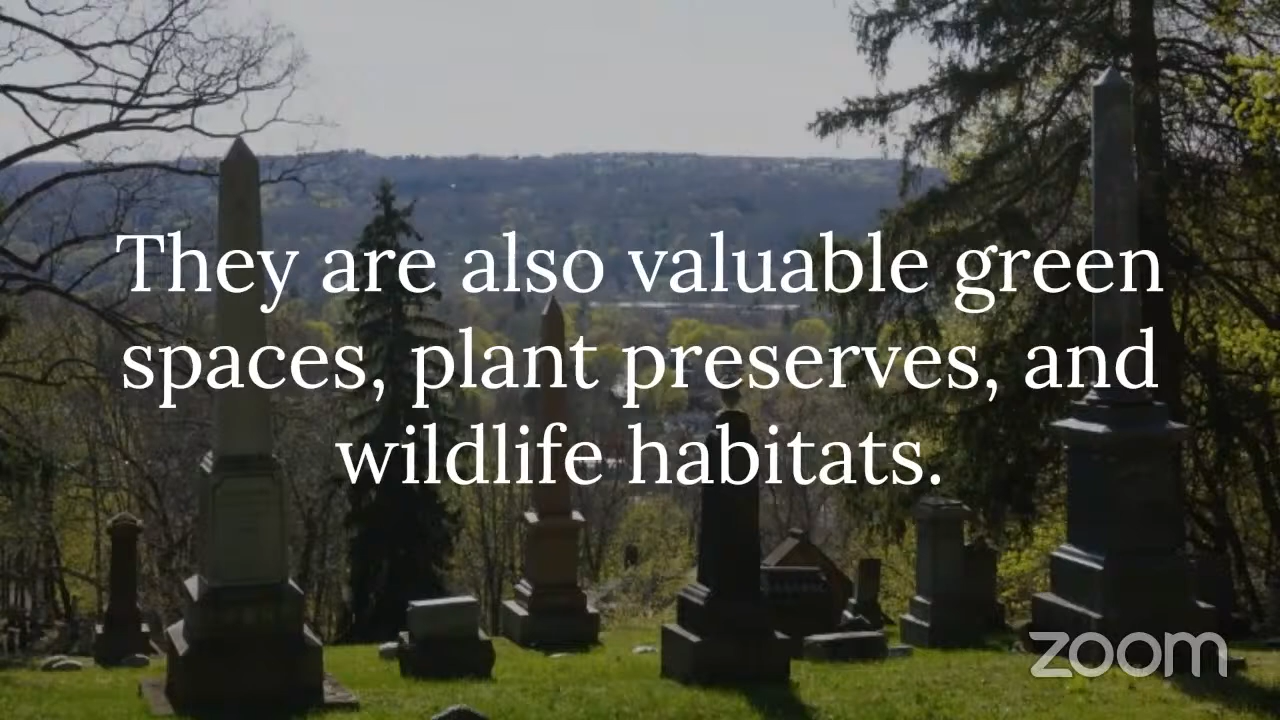 They are also valuable green
spaces, plant preserves, and
wildlife habitats.
zoom